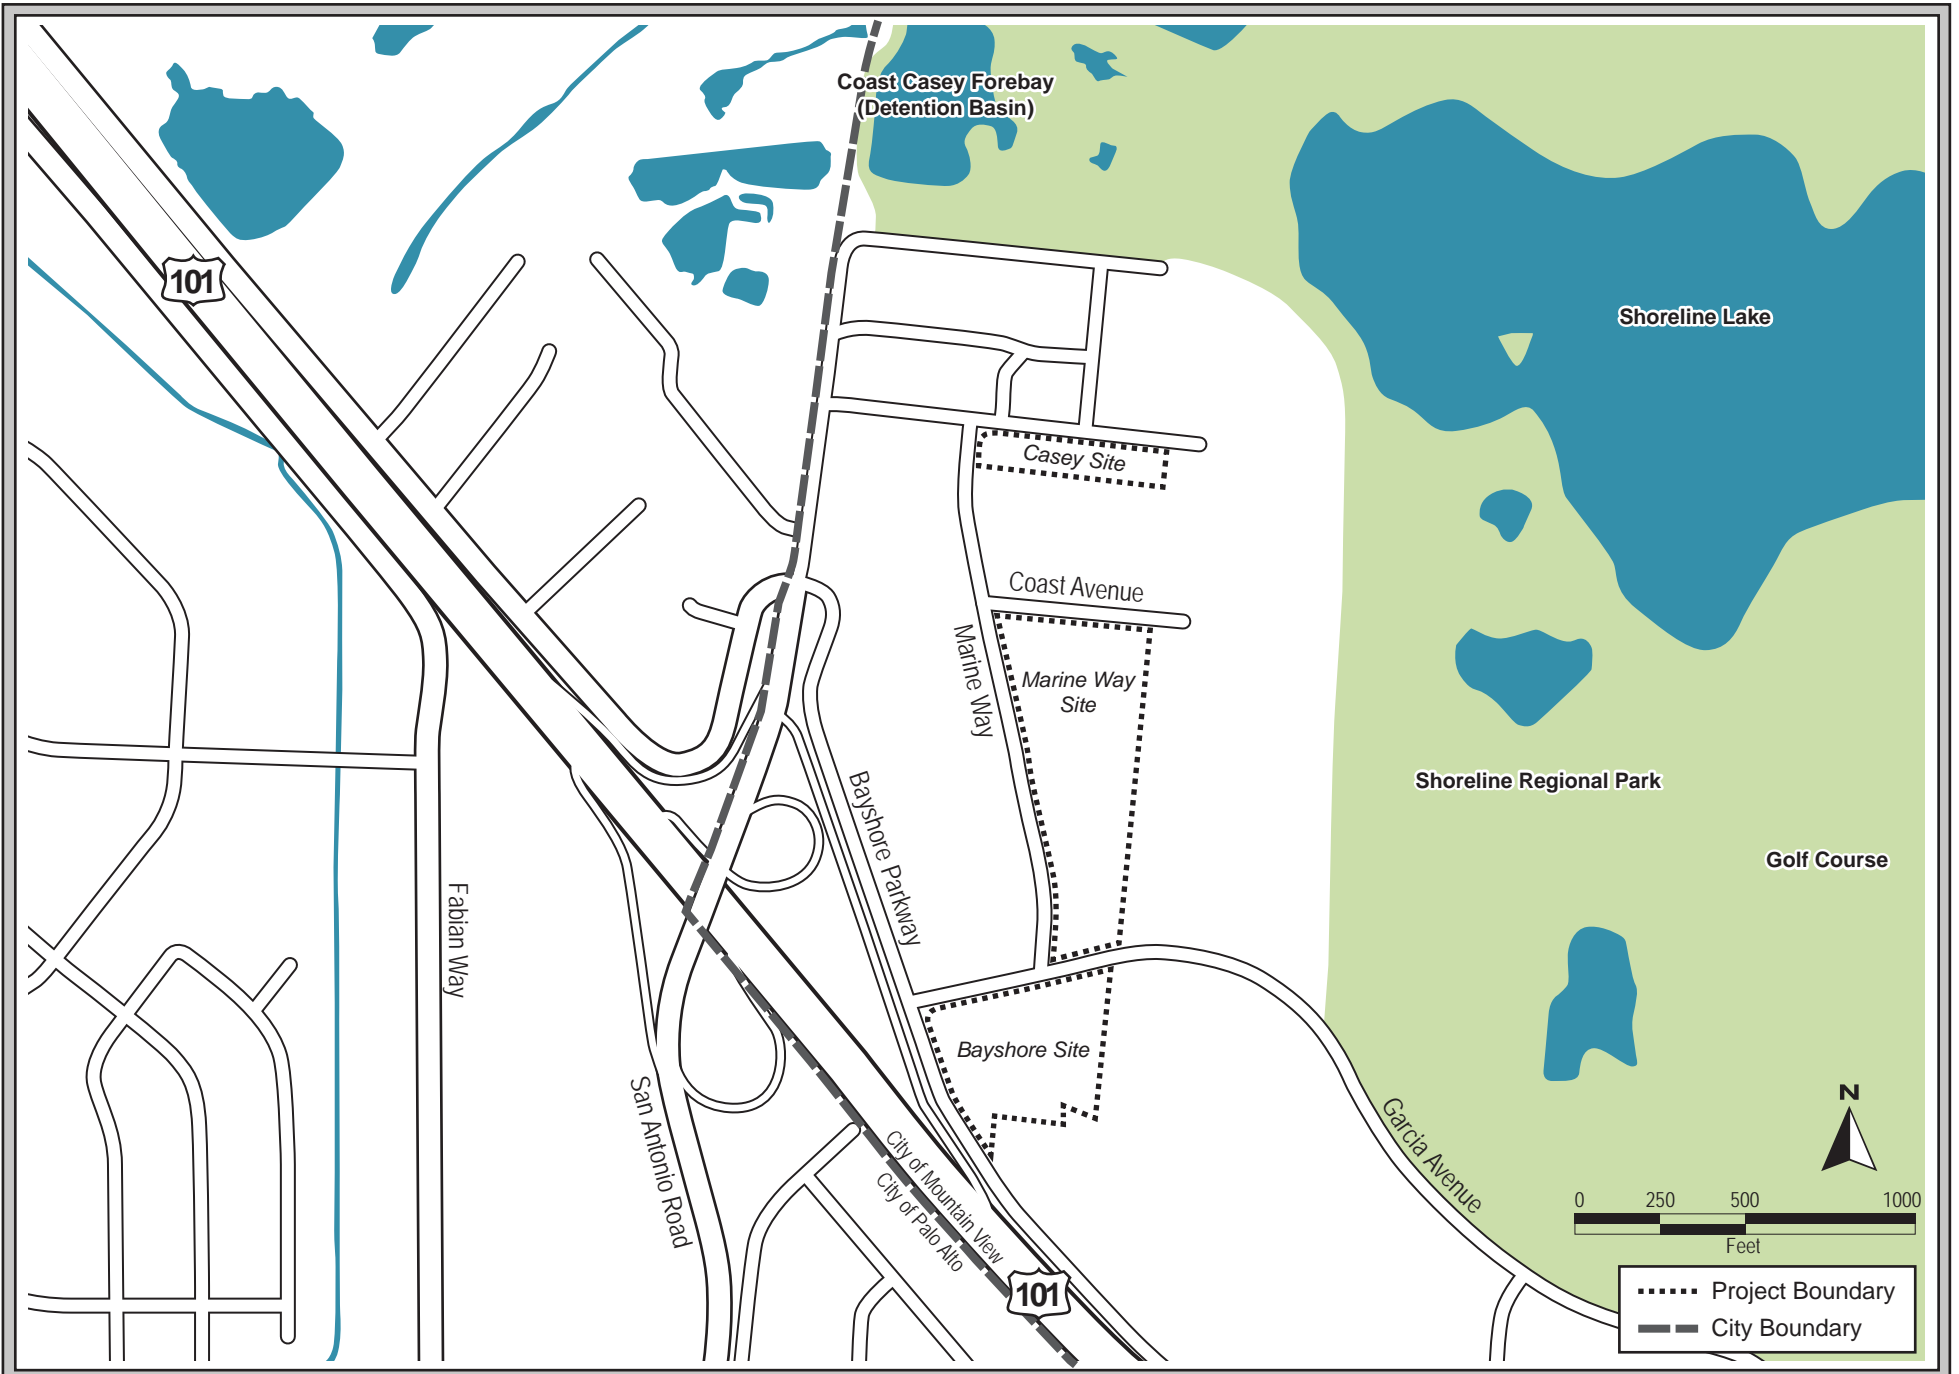 Coast Casey Forebay
(Detention Basin)
101
Shoreline Lake
Casey Site
Coast Avenue
Marine Way
Marine Way
Site
Shoreline Regional Park
Bayshore Parkway
Golf Course
Fabian Way
Bayshore Site
San Antonio Road
City of Mountain View
City of Palo Alto
Garcia Avenue
N
0 250 500 1000
Feet
101
Project Boundary
City Boundary